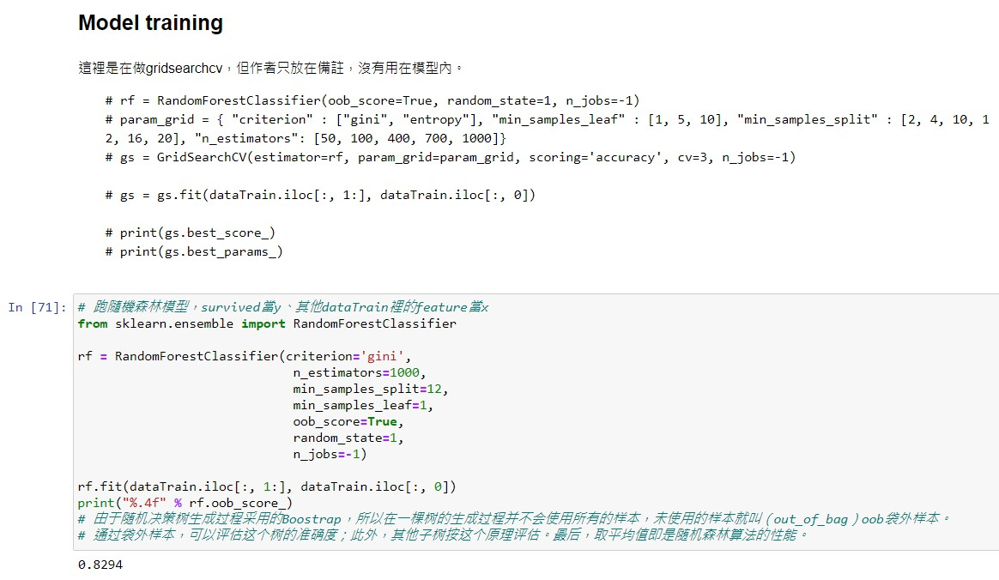 Model training
這裡是在做gridsearchcv，但作者只放在備註，沒有用在模型內。
# rf = RandomForestClassifier(oob_score=True, random_state=1, n_jobs=-1)
# param_grid = { "criterion" : ["gini", "entropy"], "min_samples_leaf" : [1, 5, 10], "min_samples_split" : [2, 4, 10, 1
2, 16, 20], "n_estimators": [50, 100, 400, 700, 1000]}
# gs = GridSearchCV(estimator=rf, param_grid=param_grid, scoring='accuracy', cv=3, n_jobs=-1)
# gs = gs.fit(dataTrain.iloc[:, 1:], dataTrain.iloc[:, 0])
# print(gs.best_score_)
# print(gs.best_params_)
In [71]: # 跑隨機森林模型，survived當y、其他dataTrain裡的feature當x
from sklearn.ensemble import RandomForestClassifier
rf = RandomForestClassifier(criterion='gini',
n_estimators=1000,
min_samples_split=12,
min_samples_leaf=1,
oob_score=True,
random_state=1,
n_jobs=-1)
rf.fit(dataTrain.iloc[:, 1:], dataTrain.iloc[:, 0])
print("%.4f" % rf.oob_score_)
# 由于随机决策树生成过程采用的Boostrap，所以在一棵树的生成过程并不会使用所有的样本，未使用的样本就叫（out_of_bag）oob袋外样本。
# 通过袋外样本，可以评估这个树的准确度；此外，其他子树按这个原理评估。最后，取平均值即是随机森林算法的性能。
0.8294